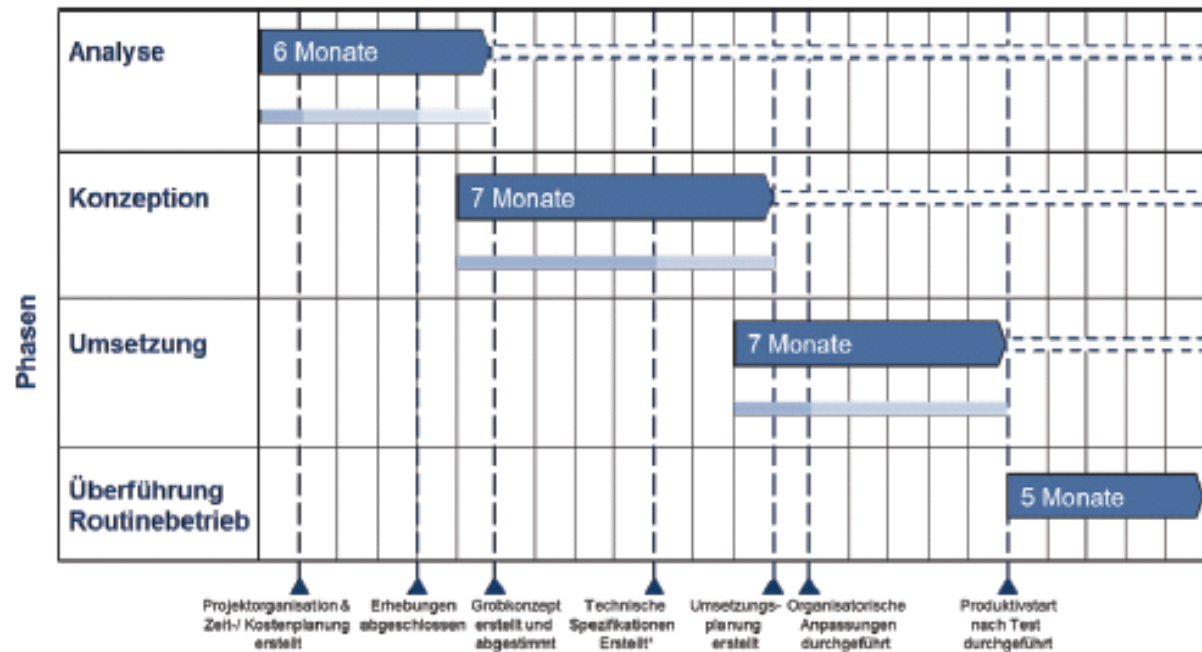 Phasen
Analyse
6 Monate
Konzeption
7 Monate
Umsetzung
7 Monate
Überführung
Routinebetrieb
5 Monate
Projektorganisation &
Zeit-/ Kostenplanung
erstellt
Erhebungen
abgeschlossen
Grobkonzept
erstellt und
abgestimmt
Technische
Spezifikationen
Erstellt*
Umsetzungs-
planung
erstellt
Organisatorische
Anpassungen
durchgeführt
Produktivstart
nach Test
durchgeführt